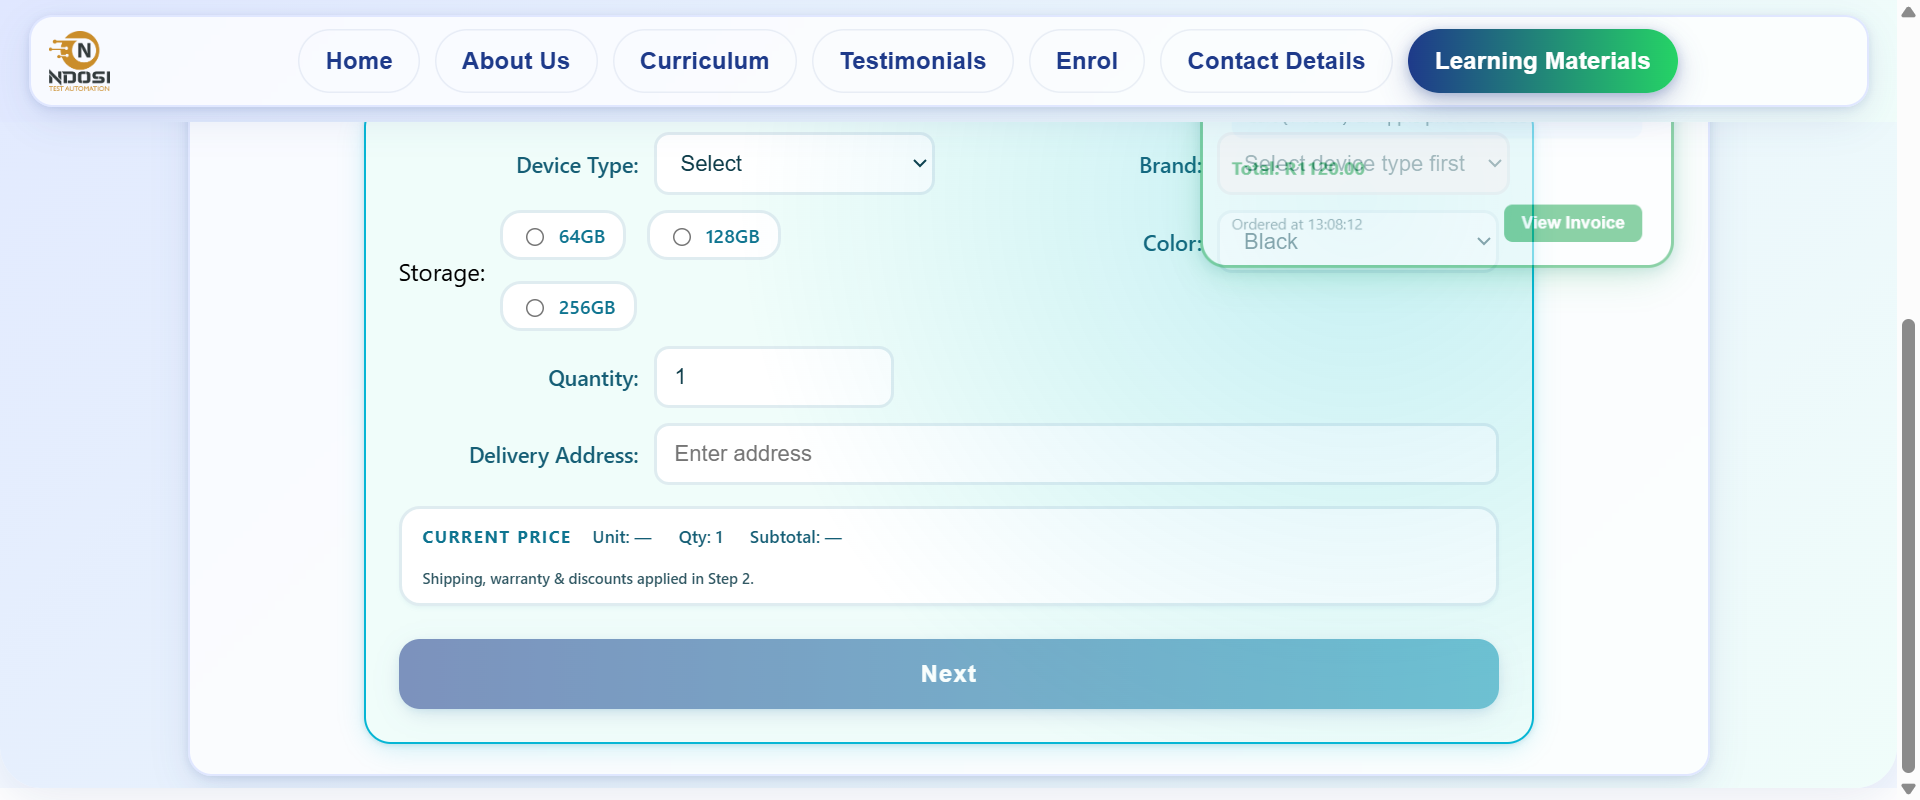 NDOSI
TEST AUTOMATION
Home
About Us
Curriculum
Testimonials
Enrol
Contact Details
Learning Materials
Device Type:
Select
Brand:
Select device type first
Total: R1120.00
Storage:
64GB
128GB
256GB
Color:
Black
Ordered at 13:08:12
View Invoice
Quantity:
1
Delivery Address:
Enter address
CURRENT PRICE Unit: — Qty: 1 Subtotal: —
Shipping, warranty & discounts applied in Step 2.
Next